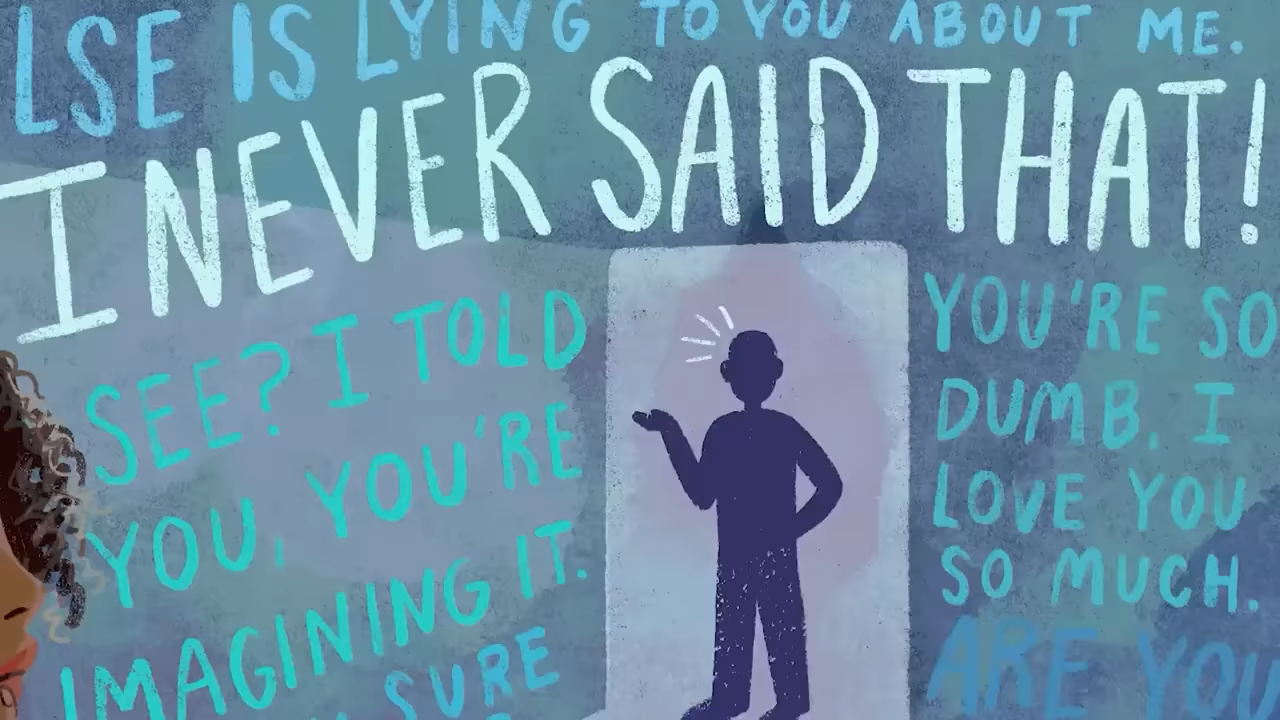 LSE IS LYING TO YOU ABOUT ME.
I NEVER SAID THAT!
SEE? I TOLD
YOU, YOU'RE
IMAGINING IT.
SURE
YOU'RE SO
DUMB. I
LOVE YOU
SO MUCH.
ARE YOU